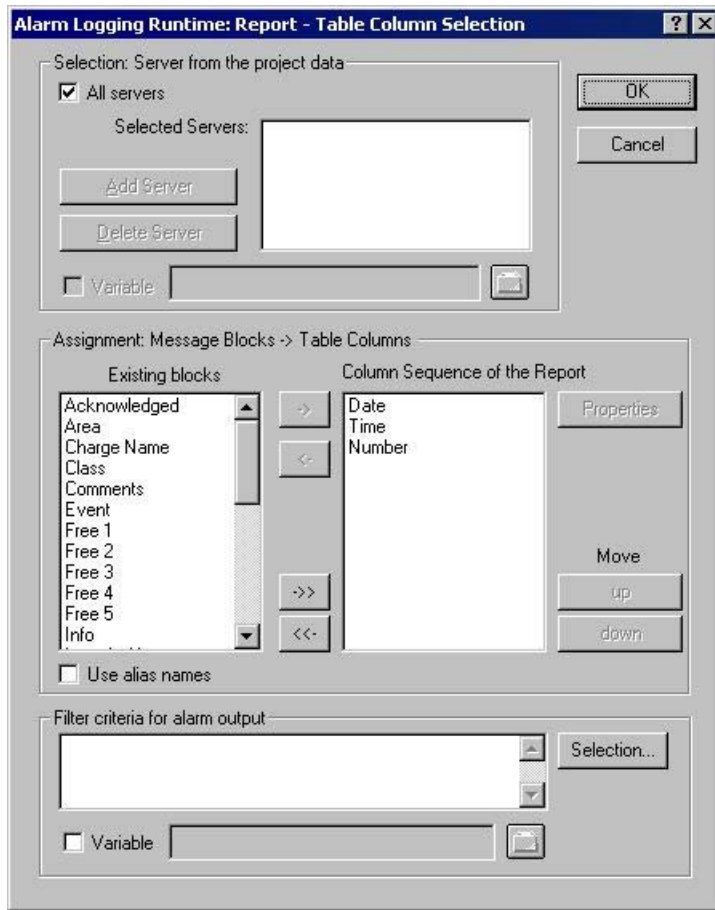 Alarm Logging Runtime: Report - Table Column Selection
Selection: Server from the project data
All servers
OK
Selected Servers:
Cancel
Add Server
Delete Server
Variable
Assignment: Message Blocks -> Table Columns
Existing blocks
Column Sequence of the Report
Acknowledged
Area
Charge Name
Class
Comments
Event
Free 1
Free 2
Free 3
Free 4
Free 5
Info
->
<-
->>
<<-
Date
Time
Number
Properties
Move
up
down
Use alias names
Filter criteria for alarm output
Selection...
Variable